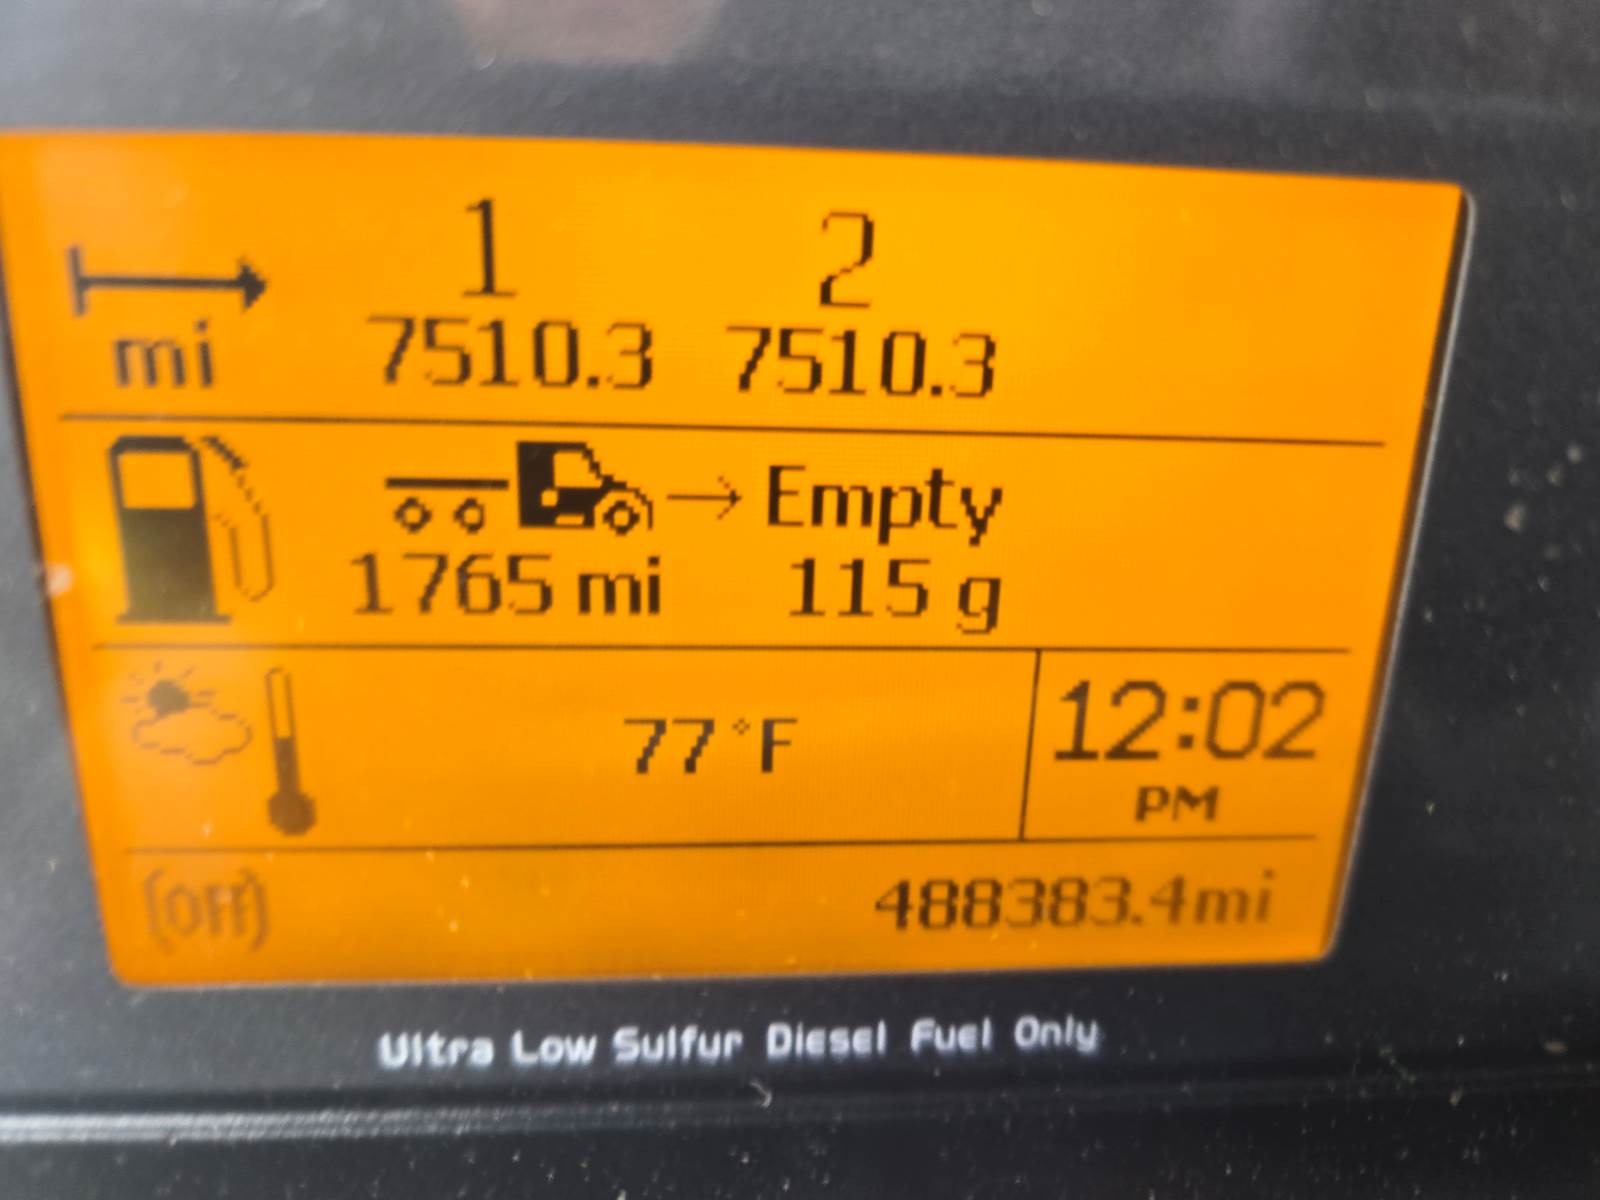 1 2
mi 7510.3 7510.3
Empty
1765 mi 115 g
77°F 12:02
PM
(Off) 488383.4mi
Ultra Low Sulfur Diesel Fuel Only